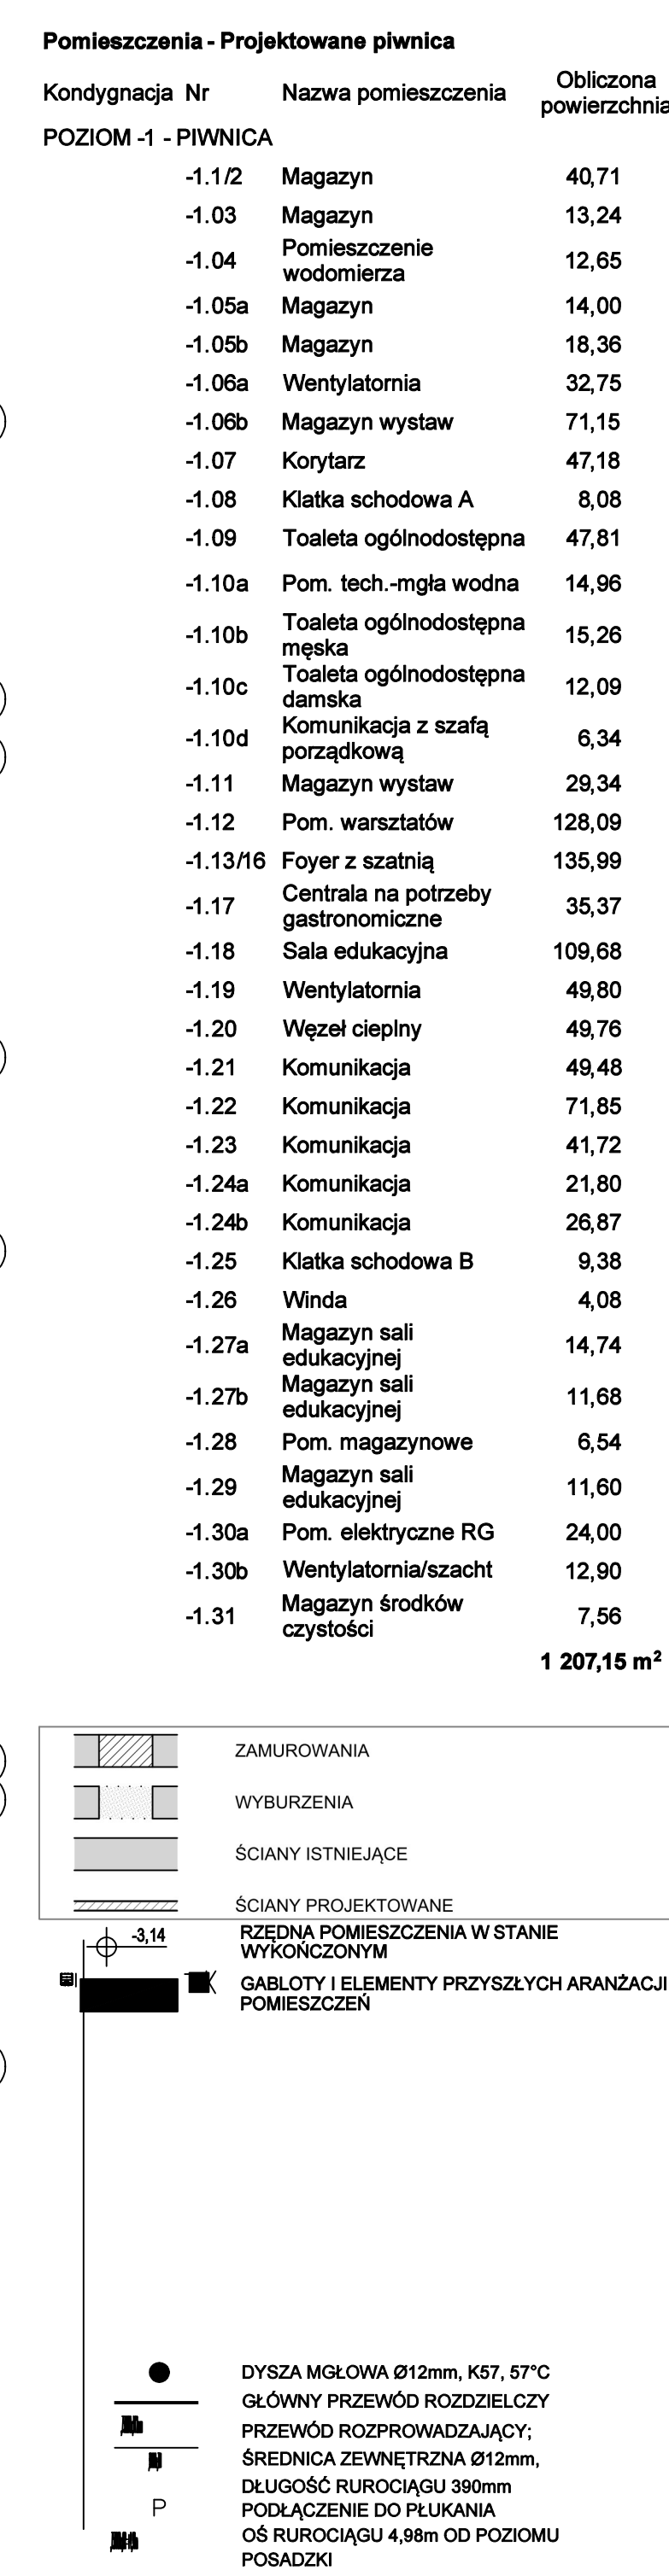 Pomieszczenia - Projektowane piwnica
Kondygnacja Nr Nazwa pomieszczenia Obliczona powierzchnia
POZIOM -1 - PIWNICA
-1.1/2 Magazyn 40,71
-1.03 Magazyn 13,24
-1.04 Pomieszczenie wodomierza 12,65
-1.05a Magazyn 14,00
-1.05b Magazyn 18,36
-1.06a Wentylatornia 32,75
-1.06b Magazyn wystaw 71,15
-1.07 Korytarz 47,18
-1.08 Klatka schodowa A 8,08
-1.09 Toaleta ogólnodostępna 47,81
-1.10a Pom. tech.-mgła wodna 14,96
-1.10b Toaleta ogólnodostępna męska 15,26
-1.10c Toaleta ogólnodostępna damska 12,09
-1.10d Komunikacja z szafą porządkową 6,34
-1.11 Magazyn wystaw 29,34
-1.12 Pom. warsztatów 128,09
-1.13/16 Foyer z szatnią 135,99
-1.17 Centrala na potrzeby gastronomiczne 35,37
-1.18 Sala edukacyjna 109,68
-1.19 Wentylatornia 49,80
-1.20 Węzeł cieplny 49,76
-1.21 Komunikacja 49,48
-1.22 Komunikacja 71,85
-1.23 Komunikacja 41,72
-1.24a Komunikacja 21,80
-1.24b Komunikacja 26,87
-1.25 Klatka schodowa B 9,38
-1.26 Winda 4,08
-1.27a Magazyn sali edukacyjnej 14,74
-1.27b Magazyn sali edukacyjnej 11,68
-1.28 Pom. magazynowe 6,54
-1.29 Magazyn sali edukacyjnej 11,60
-1.30a Pom. elektryczne RG 24,00
-1.30b Wentylatornia/szacht 12,90
-1.31 Magazyn środków czystości 7,56
1 207,15 m²
ZAMUROWANIA
WYBURZENIA
ŚCIANY ISTNIEJĄCE
ŚCIANY PROJEKTOWANE
-3,14 RZĘDNA POMIESZCZENIA W STANIE
WYKOŃCZONYM
GABLOTY I ELEMENTY PRZYSZŁYCH ARANŻACJI
POMIESZCZEŃ
DYSZA MGŁOWA Ø12mm, K57, 57°C
GŁÓWNY PRZEWÓD ROZDZIELCZY
PRZEWÓD ROZPROWADZAJĄCY;
ŚREDNICA ZEWNĘTRZNA Ø12mm,
DŁUGOŚĆ RUROCIĄGU 390mm
P PODŁĄCZENIE DO PŁUKANIA
OŚ RUROCIĄGU 4,98m OD POZIOMU
POSADZKI